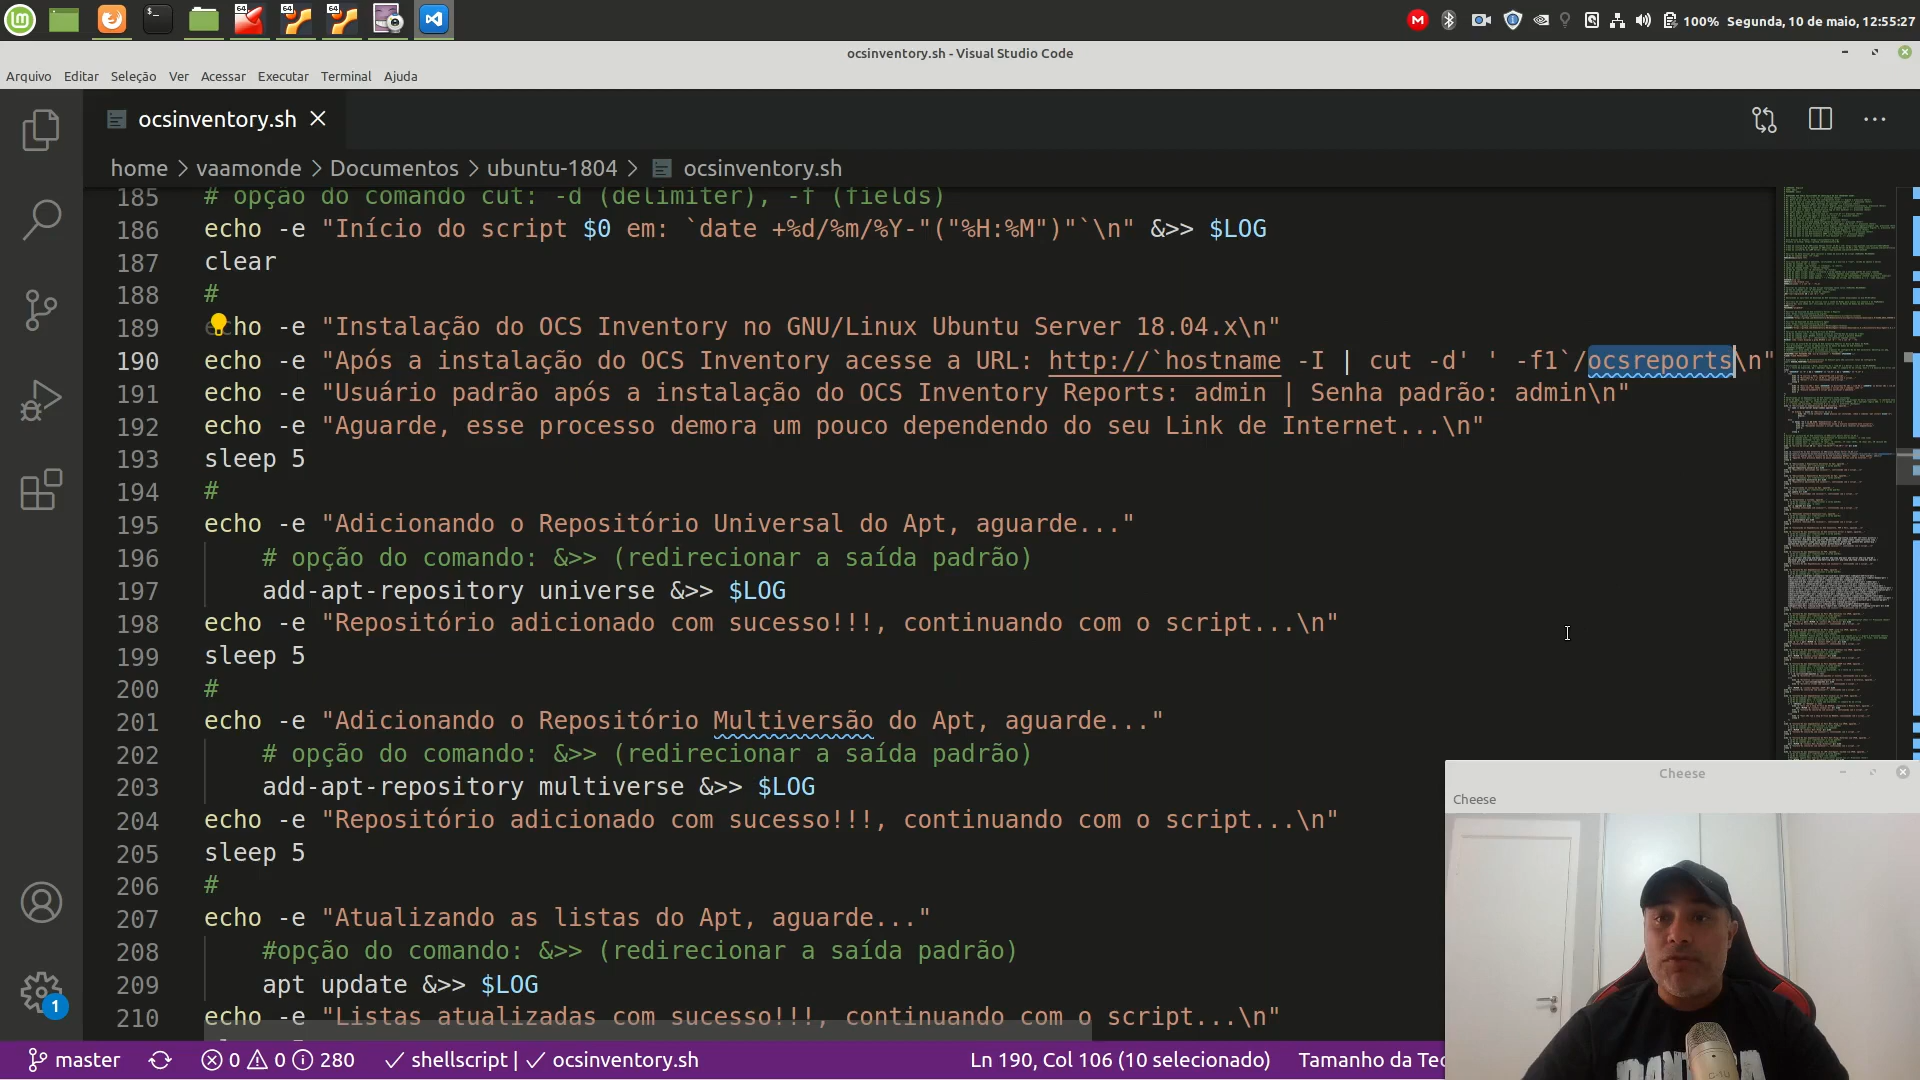 100% Segunda, 10 de maio, 12:55:27
ocsinventory.sh - Visual Studio Code
Arquivo Editar Seleção Ver Acessar Executar Terminal Ajuda
ocsinventory.sh
home > vaamonde > Documentos > ubuntu-1804 > ocsinventory.sh
185 # opção do comando cut: -d (delimiter), -f (fields)
186 echo -e "Início do script $0 em: `date +%d/%m/%Y-"("%H:%M")"`\n" &>> $LOG
187 clear
188 #
189 echo -e "Instalação do OCS Inventory no GNU/Linux Ubuntu Server 18.04.x\n"
190 echo -e "Após a instalação do OCS Inventory acesse a URL: http://`hostname -I | cut -d' ' -f1`/ocsreports\n"
191 echo -e "Usuário padrão após a instalação do OCS Inventory Reports: admin | Senha padrão: admin\n"
192 echo -e "Aguarde, esse processo demora um pouco dependendo do seu Link de Internet...\n"
193 sleep 5
194 #
195 echo -e "Adicionando o Repositório Universal do Apt, aguarde..."
196 # opção do comando: &>> (redirecionar a saída padrão)
197 add-apt-repository universe &>> $LOG
198 echo -e "Repositório adicionado com sucesso!!!, continuando com o script...\n"
199 sleep 5
200 #
201 echo -e "Adicionando o Repositório Multiversão do Apt, aguarde..."
202 # opção do comando: &>> (redirecionar a saída padrão)
203 add-apt-repository multiverse &>> $LOG
204 echo -e "Repositório adicionado com sucesso!!!, continuando com o script...\n"
205 sleep 5
206 #
207 echo -e "Atualizando as listas do Apt, aguarde..."
208 #opção do comando: &>> (redirecionar a saída padrão)
209 apt update &>> $LOG
210 echo -e "Listas atualizadas com sucesso!!!, continuando com o script...\n"
Cheese
Cheese
1
master 0 0 280 shellscript | ocsinventory.sh Ln 190, Col 106 (10 selecionado) Tamanho da